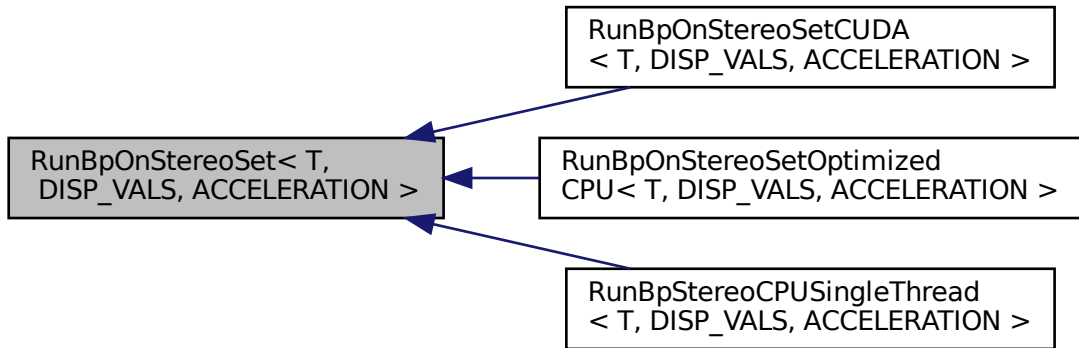 RunBpOnStereoSetCUDA
< T, DISP_VALS, ACCELERATION >
RunBpOnStereoSet< T,
DISP_VALS, ACCELERATION >
RunBpOnStereoSetOptimized
CPU< T, DISP_VALS, ACCELERATION >
RunBpStereoCPUSingleThread
< T, DISP_VALS, ACCELERATION >